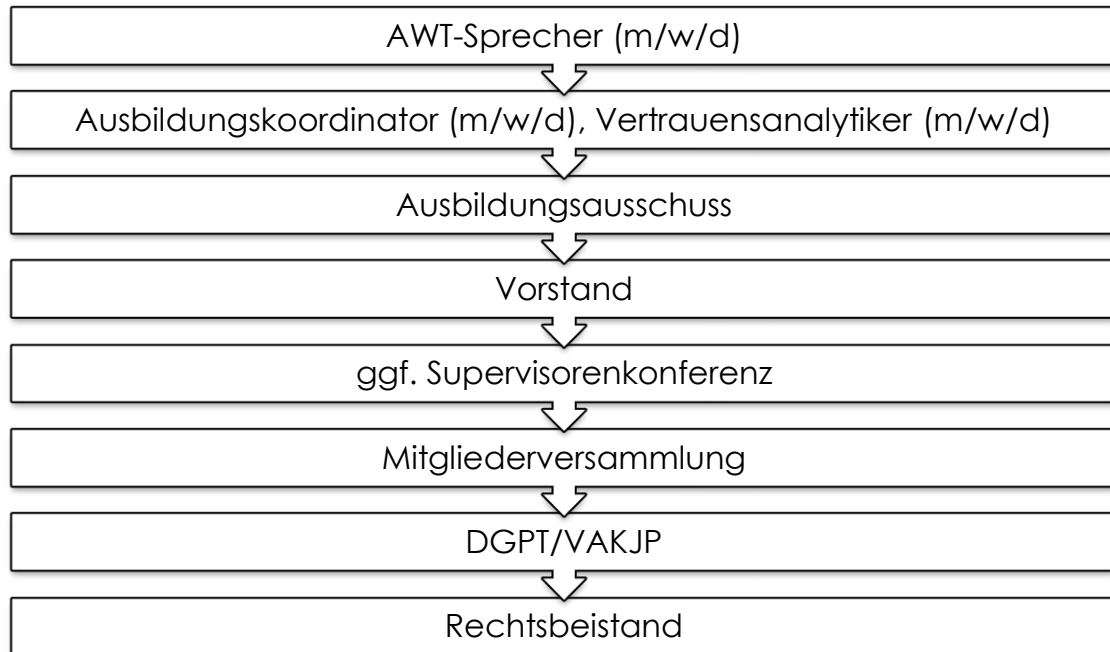 AWT-Sprecher (m/w/d)
Ausbildungskoordinator (m/w/d), Vertrauensanalytiker (m/w/d)
Ausbildungsausschuss
Vorstand
ggf. Supervisorenkonferenz
Mitgliederversammlung
DGPT/VAKJP
Rechtsbeistand